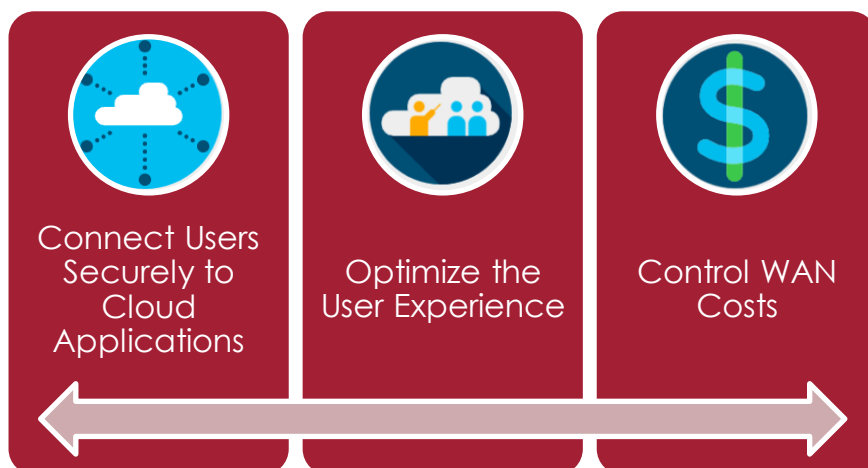 Connect Users
Securely to
Cloud
Applications
Optimize the
User Experience
Control WAN
Costs